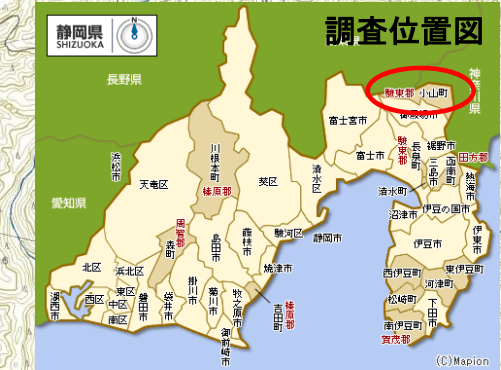 静岡県
SHIZUOKA
調査位置図
長野県
神奈川県
駿東郡 小山町
御殿場市
富士宮市
川根本町
駿東郡
長泉町
裾野市
三島市
函南町
田方郡
富士市
浜松市
天竜区
榛原郡
葵区
清水区
清水町
熱海市
愛知県
沼津市
伊豆の国市
周智郡
森町
島田市
藤枝市
駿河区
静岡市
伊豆市
伊東市
焼津市
北区
浜北区
西伊豆町
東伊豆町
河津町
湖西市
西区
東区
中区
南区
磐田市
袋井市
掛川市
菊川市
牧之原市
吉田町
榛原郡
御前崎市
松崎町
下田市
南伊豆町
賀茂郡
(C)Mapion